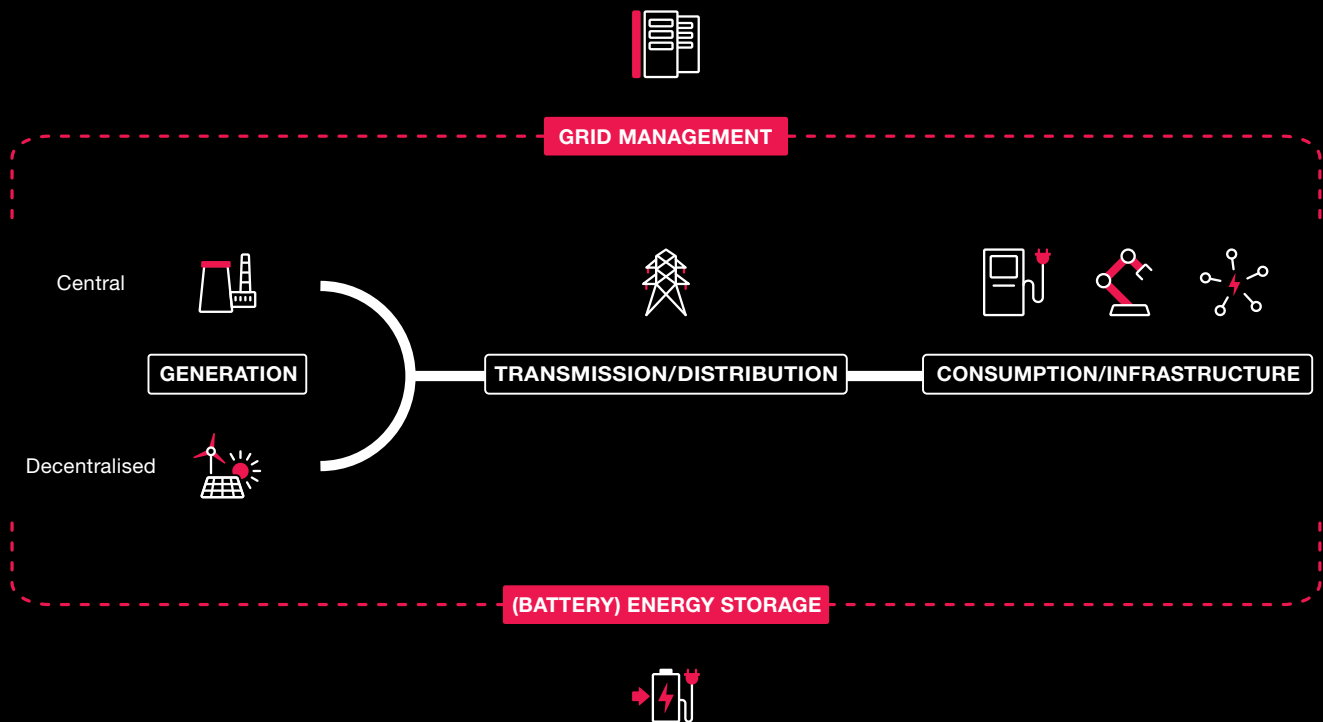 GRID MANAGEMENT
Central
GENERATION
TRANSMISSION/DISTRIBUTION
CONSUMPTION/INFRASTRUCTURE
Decentralised
(BATTERY) ENERGY STORAGE